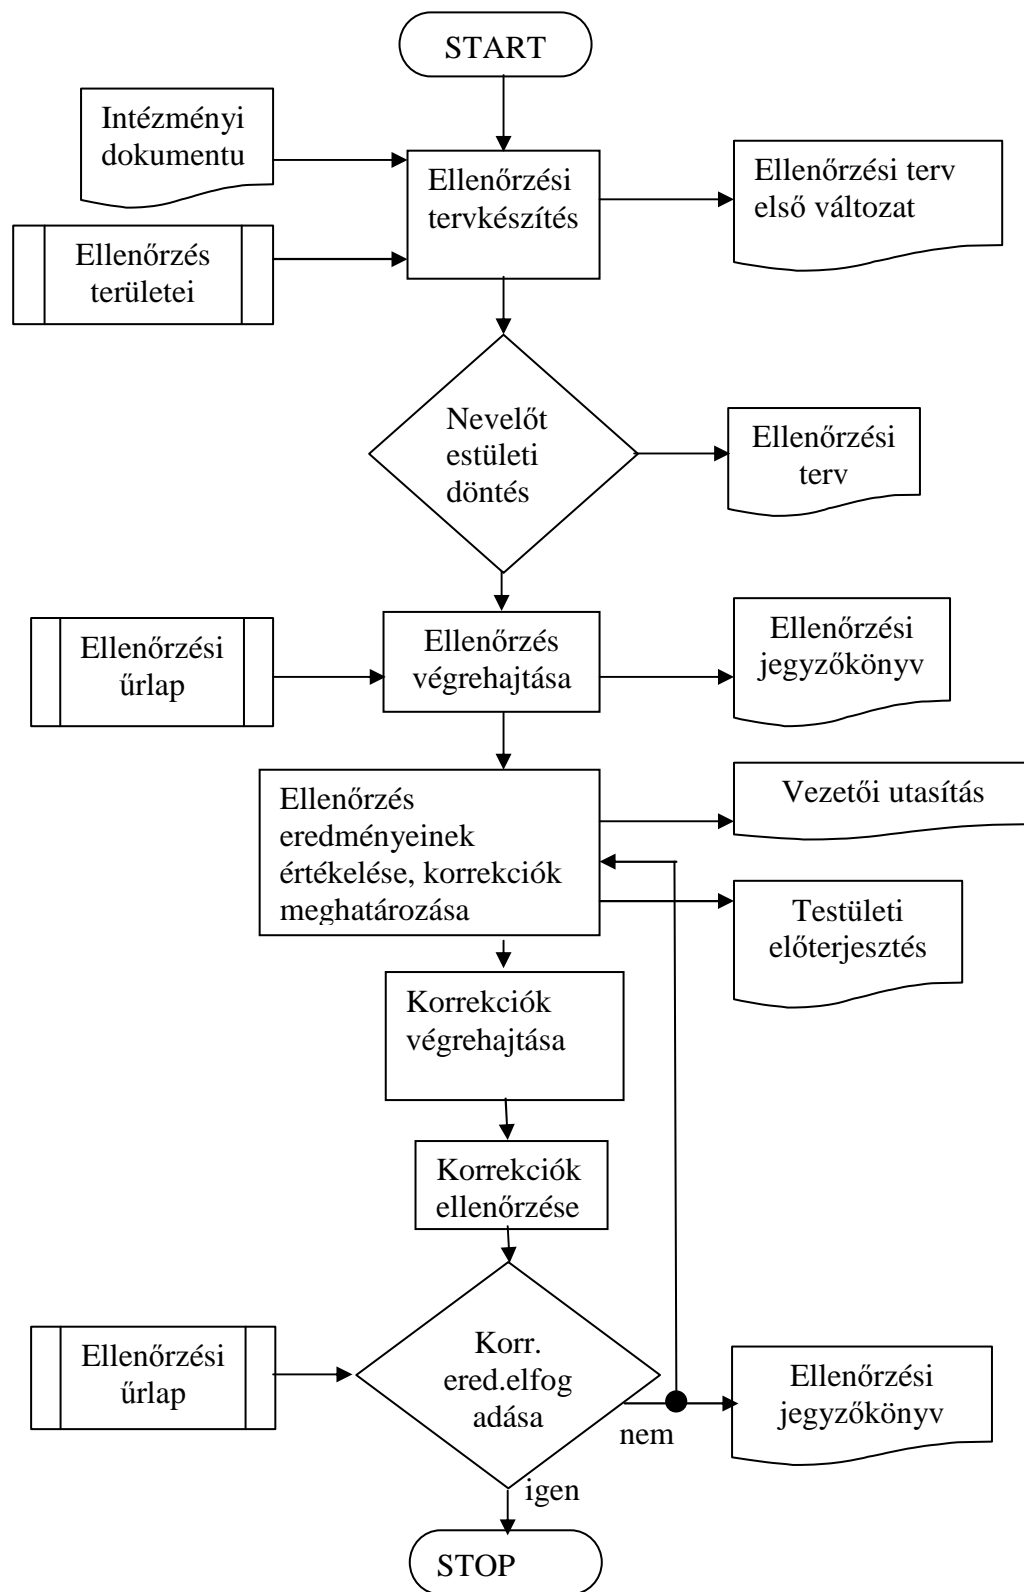 START
Intézményi
dokumentu
Ellenőrzési
tervkészítés
Ellenőrzési terv
első változat
Ellenőrzés
területei
Nevelőt
estületi
döntés
Ellenőrzési
terv
Ellenőrzési
űrlap
Ellenőrzés
végrehajtása
Ellenőrzési
jegyzőkönyv
Ellenőrzés
eredményeinek
értékelése, korrekciók
meghatározása
Vezetői utasítás
Testületi
előterjesztés
Korrekciók
végrehajtása
Korrekciók
ellenőrzése
Ellenőrzési
űrlap
Korr.
ered.elfog
adása
nem
Ellenőrzési
jegyzőkönyv
igen
STOP